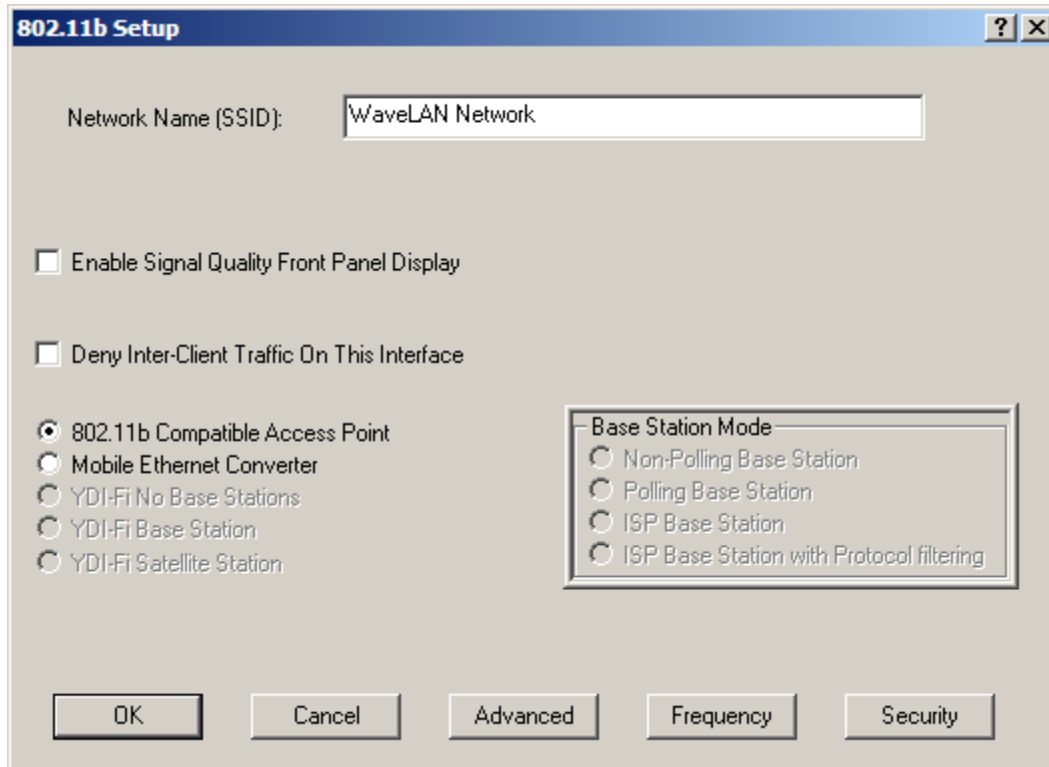 802.11b Setup
Network Name (SSID):
WaveLAN Network
Enable Signal Quality Front Panel Display
Deny Inter-Client Traffic On This Interface
802.11b Compatible Access Point
Mobile Ethernet Converter
YDI-Fi No Base Stations
YDI-Fi Base Station
YDI-Fi Satellite Station
Base Station Mode
Non-Polling Base Station
Polling Base Station
ISP Base Station
ISP Base Station with Protocol filtering
OK
Cancel
Advanced
Frequency
Security